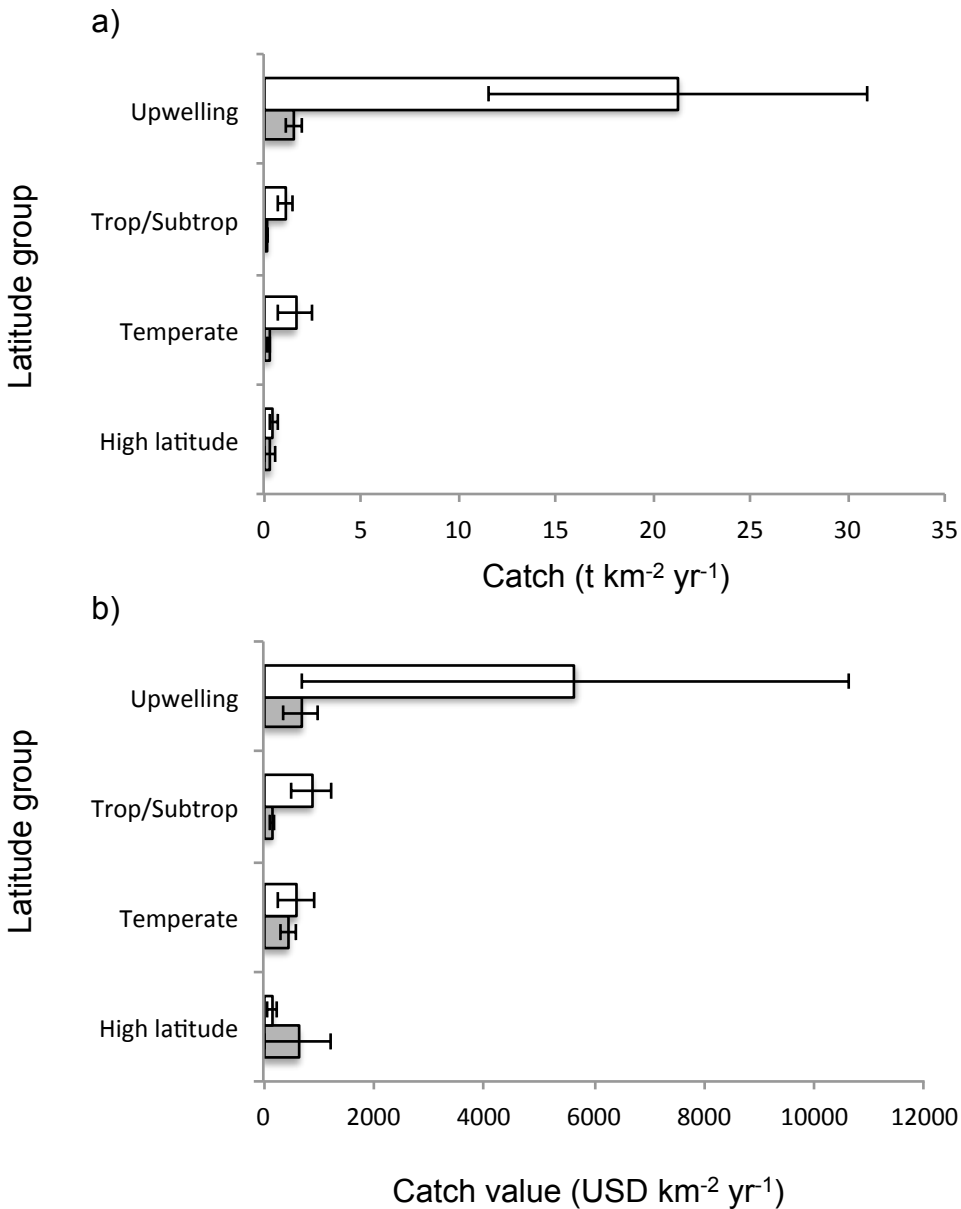 a)
Latitude group
Upwelling
Trop/Subtrop
Temperate
High latitude
0 5 10 15 20 25 30 35
Catch (t km-2 yr-1)
b)
Latitude group
Upwelling
Trop/Subtrop
Temperate
High latitude
0 2000 4000 6000 8000 10000 12000
Catch value (USD km-2 yr-1)